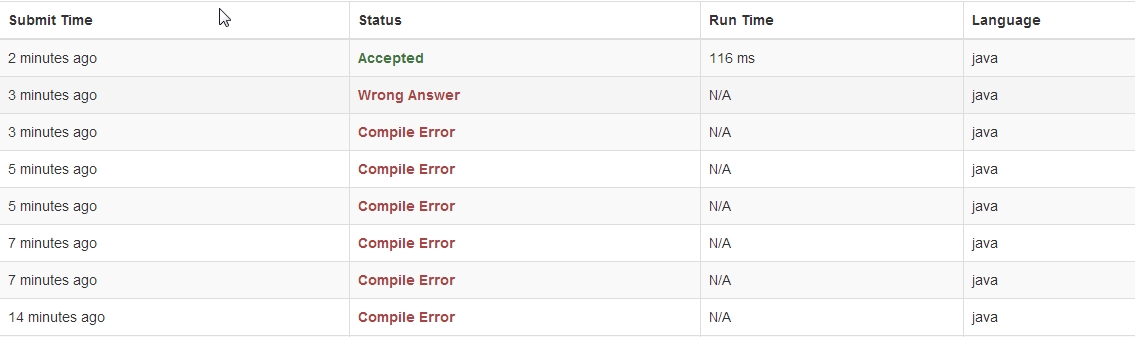 Submit Time Status Run Time Language
2 minutes ago Accepted 116 ms java
3 minutes ago Wrong Answer N/A java
3 minutes ago Compile Error N/A java
5 minutes ago Compile Error N/A java
5 minutes ago Compile Error N/A java
7 minutes ago Compile Error N/A java
7 minutes ago Compile Error N/A java
14 minutes ago Compile Error N/A java